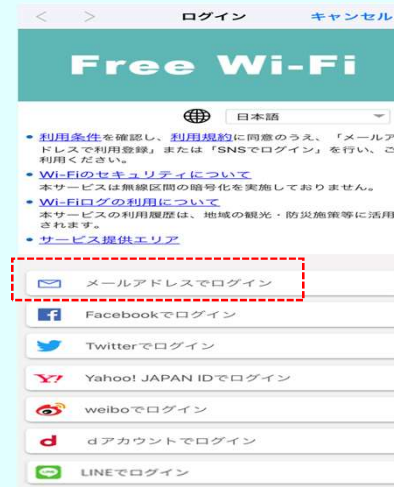 < > ログイン キャンセル
Free Wi-Fi
日本語
• 利用条件を確認し、利用規約に同意のうえ、「メールア
ドレスで利用登録」または「SNSでログイン」を行い、ご
利用ください。
• Wi-Fiのセキュリティについて
本サービスは無線区間の暗号化を実施しておりません。
• Wi-Fiログの利用について
本サービスの利用履歴は、地域の観光・防災施策等に活用
されます。
• サービス提供エリア
メールアドレスでログイン
Facebookでログイン
Twitterでログイン
Yahoo! JAPAN IDでログイン
weiboでログイン
dアカウントでログイン
LINEでログイン